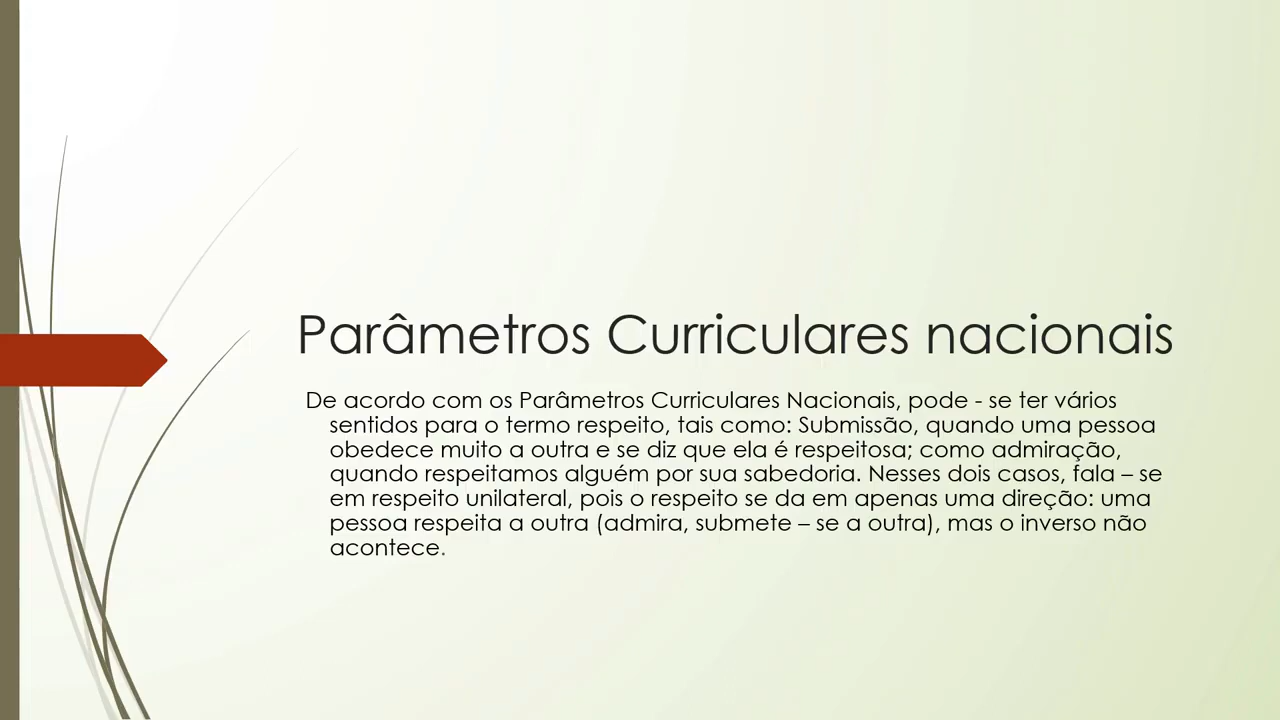 Parâmetros Curriculares nacionais
De acordo com os Parâmetros Curriculares Nacionais, pode - se ter vários
sentidos para o termo respeito, tais como: Submissão, quando uma pessoa
obedece muito a outra e se diz que ela é respeitosa; como admiração,
quando respeitamos alguém por sua sabedoria. Nesses dois casos, fala – se
em respeito unilateral, pois o respeito se da em apenas uma direção: uma
pessoa respeita a outra (admira, submete – se a outra), mas o inverso não
acontece.